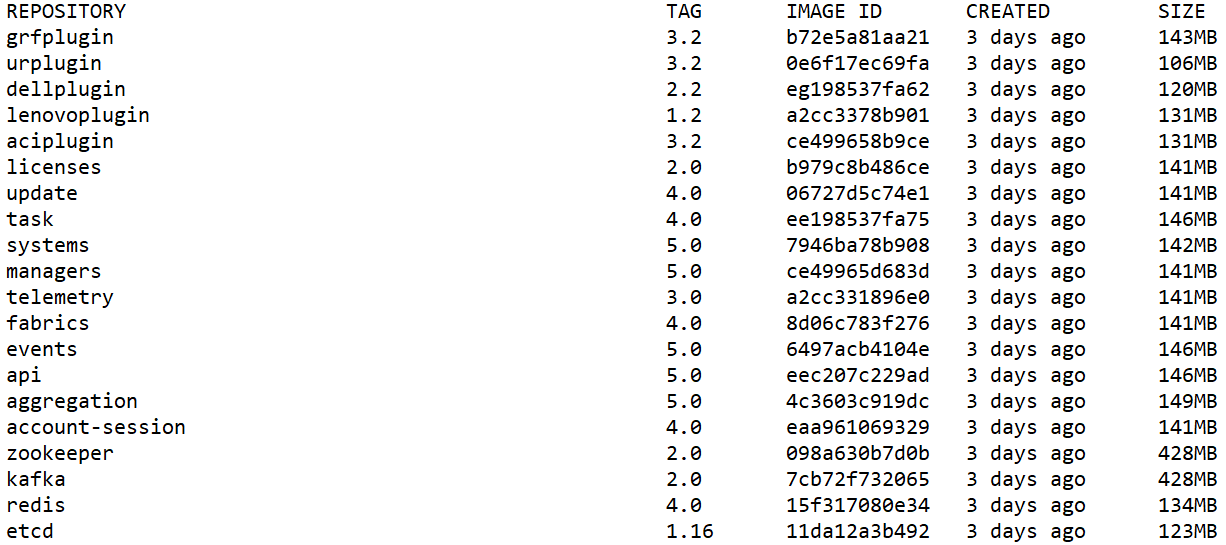 REPOSITORY TAG IMAGE ID CREATED SIZE
grfplugin 3.2 b72e5a81aa21 3 days ago 143MB
urplugin 3.2 0e6f17ec69fa 3 days ago 106MB
dellplugin 2.2 eg198537fa62 3 days ago 120MB
lenovoplugin 1.2 a2cc3378b901 3 days ago 131MB
aciplugin 3.2 ce499658b9ce 3 days ago 131MB
licenses 2.0 b979c8b486ce 3 days ago 141MB
update 4.0 06727d5c74e1 3 days ago 141MB
task 4.0 ee198537fa75 3 days ago 146MB
systems 5.0 7946ba78b908 3 days ago 142MB
managers 5.0 ce49965d683d 3 days ago 141MB
telemetry 3.0 a2cc331896e0 3 days ago 141MB
fabrics 4.0 8d06c783f276 3 days ago 141MB
events 5.0 6497acb4104e 3 days ago 146MB
api 5.0 eec207c229ad 3 days ago 146MB
aggregation 5.0 4c3603c919dc 3 days ago 149MB
account-session 4.0 eaa961069329 3 days ago 141MB
zookeeper 2.0 098a630b7d0b 3 days ago 428MB
kafka 2.0 7cb72f732065 3 days ago 428MB
redis 4.0 15f317080e34 3 days ago 134MB
etcd 1.16 11da12a3b492 3 days ago 123MB